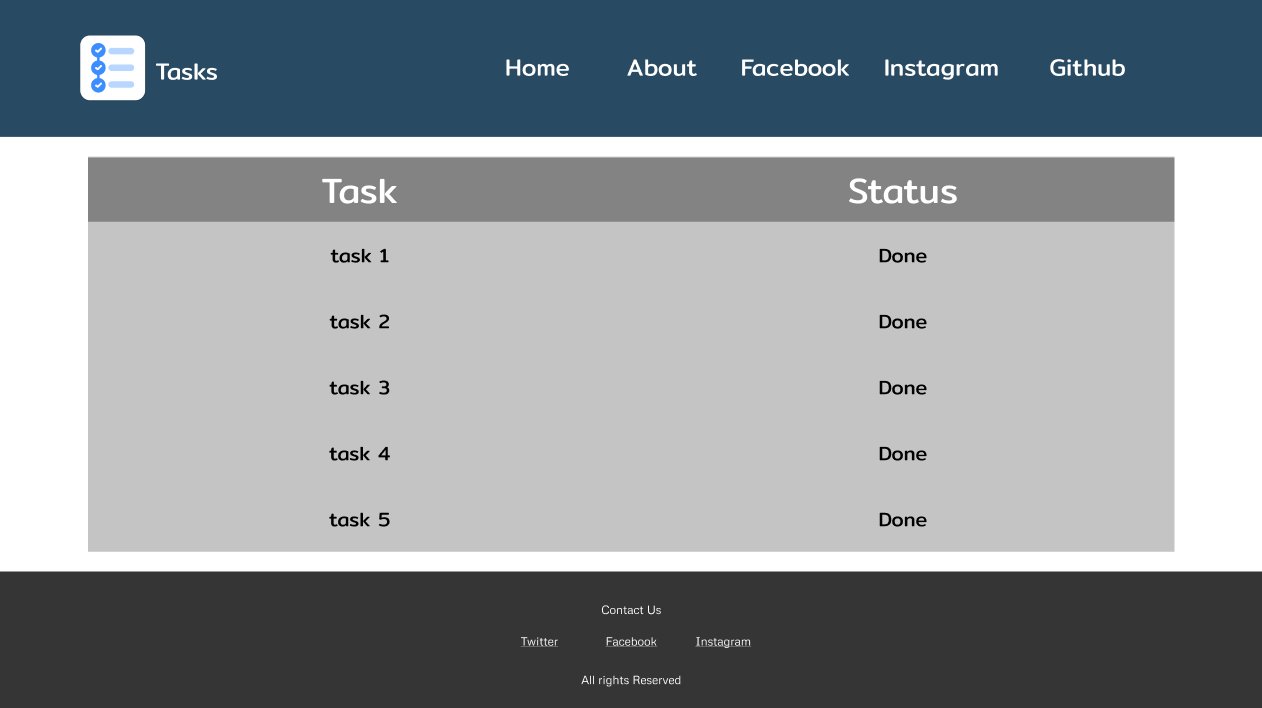 Tasks Home About Facebook Instagram Github
Task Status
task 1 Done
task 2 Done
task 3 Done
task 4 Done
task 5 Done
Contact Us
Twitter Facebook Instagram
All rights Reserved